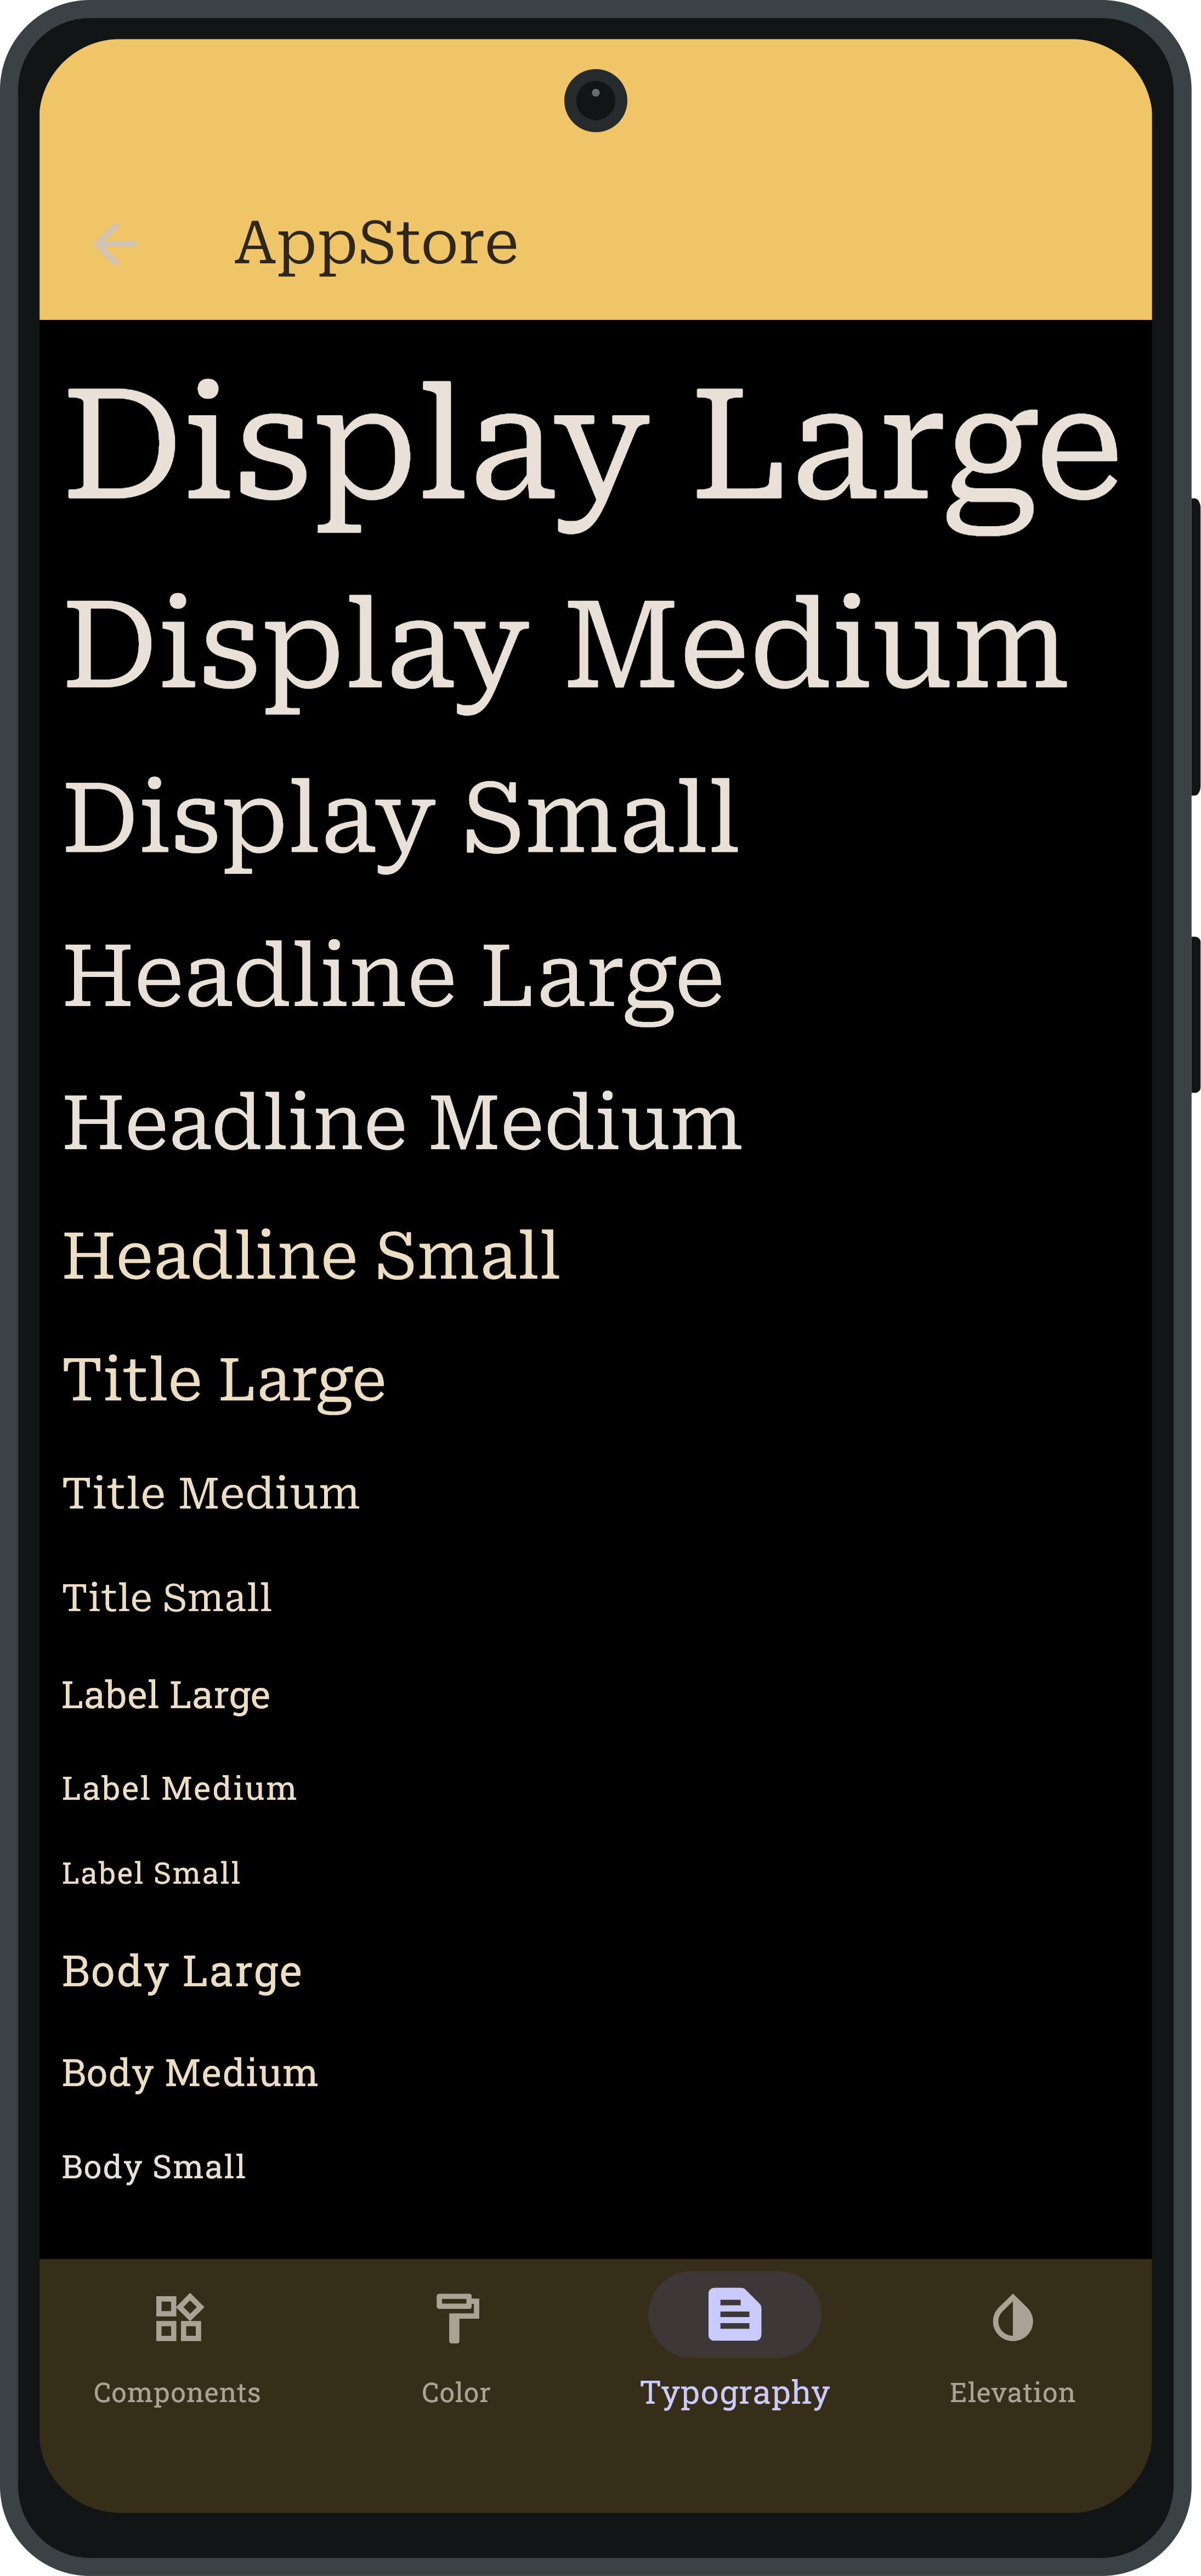 AppStore
Display Large
Display Medium
Display Small
Headline Large
Headline Medium
Headline Small
Title Large
Title Medium
Title Small
Label Large
Label Medium
Label Small
Body Large
Body Medium
Body Small
Components Color Typography Elevation